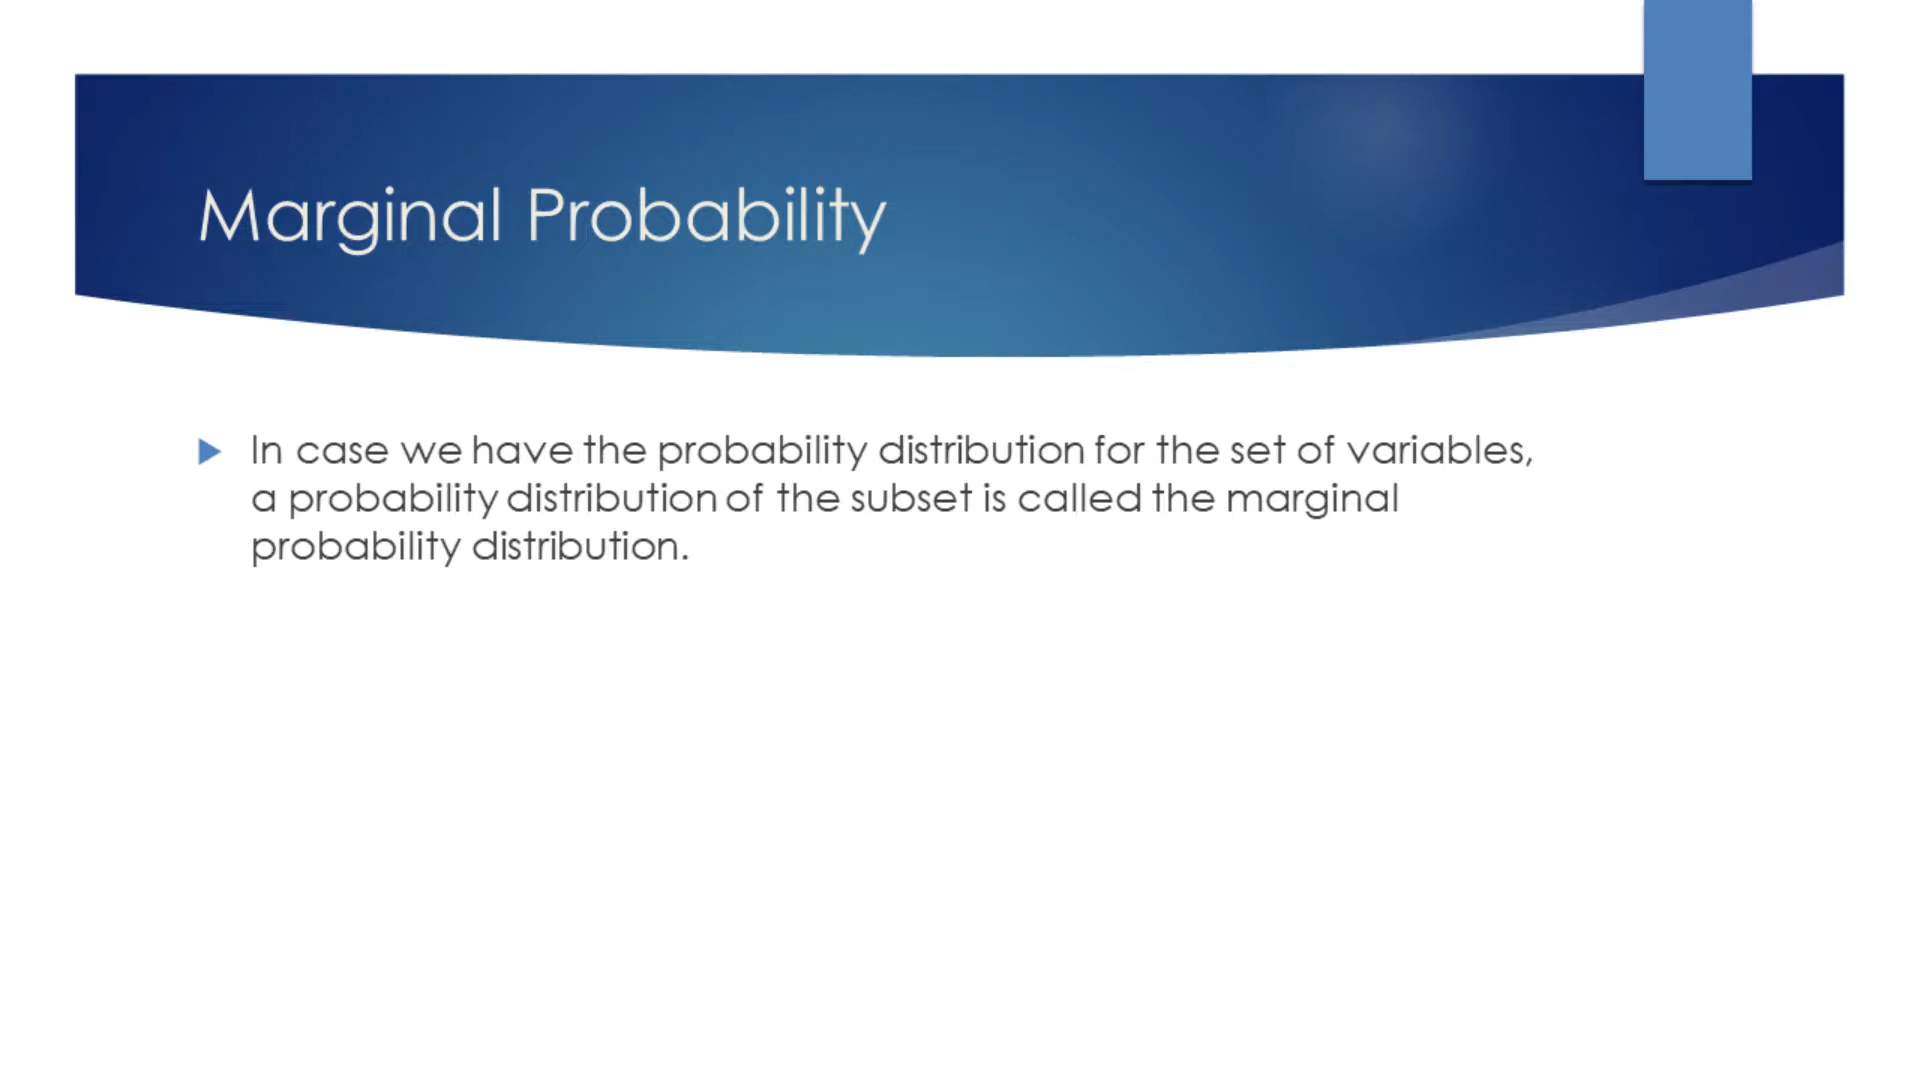 Marginal Probability
In case we have the probability distribution for the set of variables,
a probability distribution of the subset is called the marginal
probability distribution.